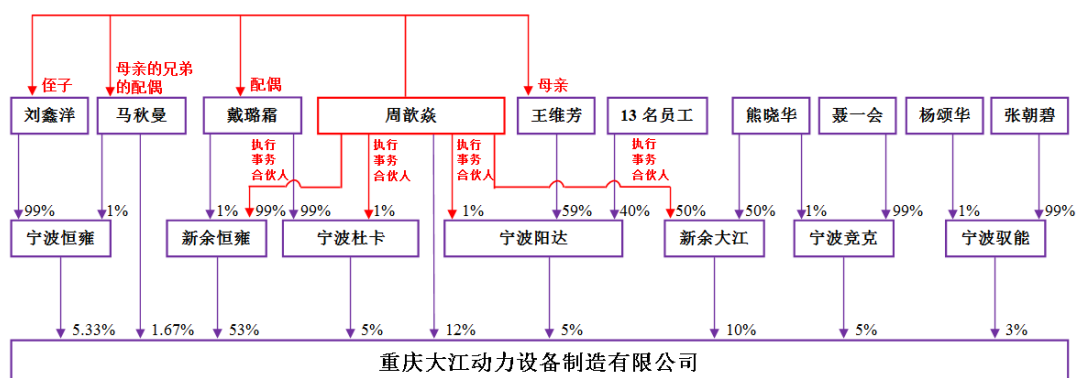 侄子
母亲的兄弟
的配偶
配偶
母亲
刘鑫洋
马秋曼
戴璐霜
周歆焱
王维芳
13 名员工
熊晓华
聂一会
杨颂华
张朝碧
执行
事务
合伙人
执行
事务
合伙人
执行
事务
合伙人
执行
事务
合伙人
99%
1%
1%
99%
99%
1%
1%
59%
40%
50%
50%
1%
99%
1%
99%
宁波恒雍
新余恒雍
宁波杜卡
宁波阳达
新余大江
宁波竞克
宁波驭能
5.33%
1.67%
53%
5%
12%
5%
10%
5%
3%
重庆大江动力设备制造有限公司